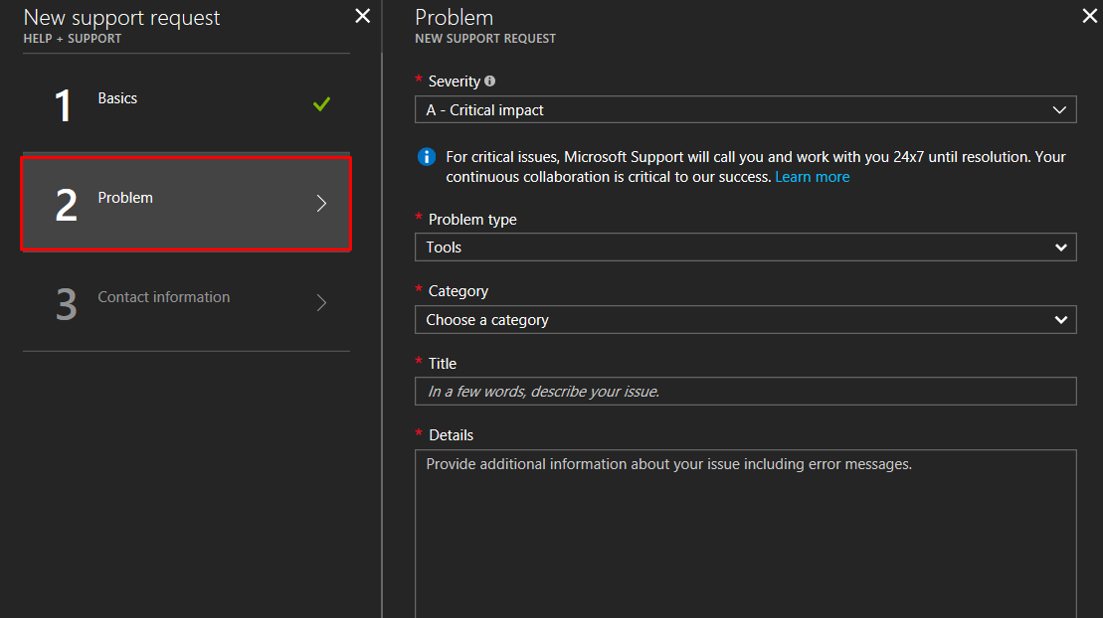 New support request
HELP + SUPPORT
1 Basics
2 Problem
3 Contact information
Problem
NEW SUPPORT REQUEST
* Severity
A - Critical impact
For critical issues, Microsoft Support will call you and work with you 24x7 until resolution. Your
continuous collaboration is critical to our success. Learn more
* Problem type
Tools
* Category
Choose a category
* Title
In a few words, describe your issue.
* Details
Provide additional information about your issue including error messages.